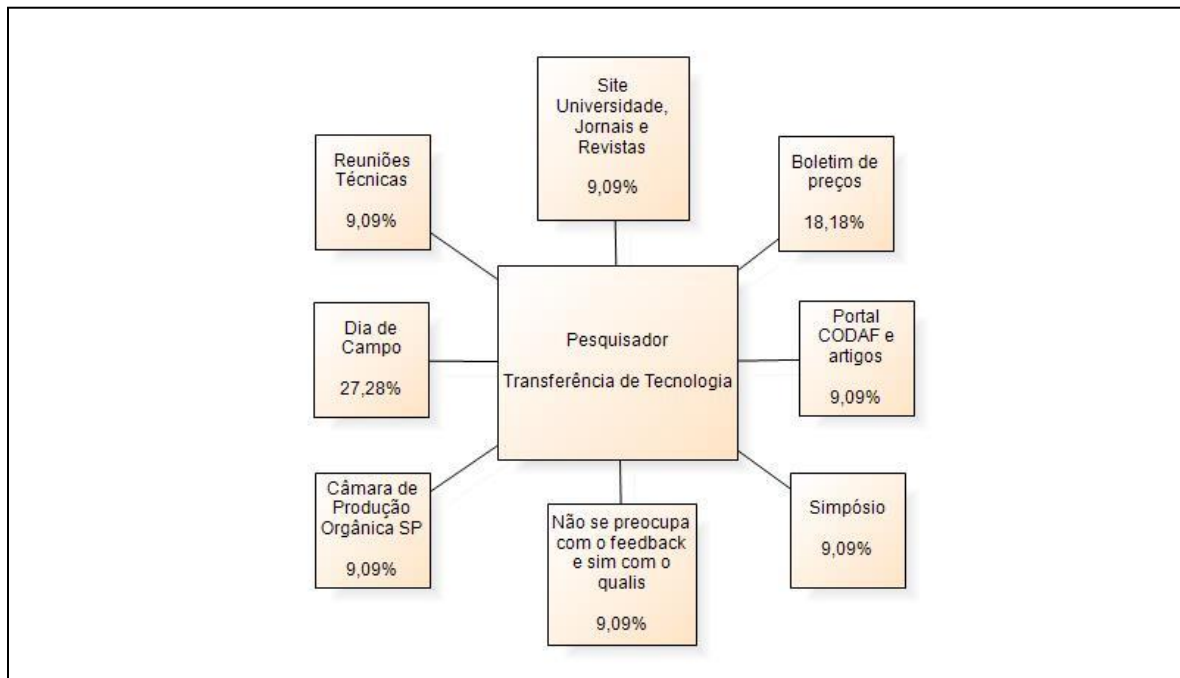 Site
Universidade,
Jornais e
Revistas
9,09%
Reuniões
Técnicas
9,09%
Boletim de
preços
18,18%
Dia de
Campo
27,28%
Pesquisador
Transferência de Tecnologia
Portal
CODAF e
artigos
9,09%
Câmara de
Produção
Orgânica SP
9,09%
Não se preocupa
com o feedback
e sim com o
qualis
9,09%
Simpósio
9,09%